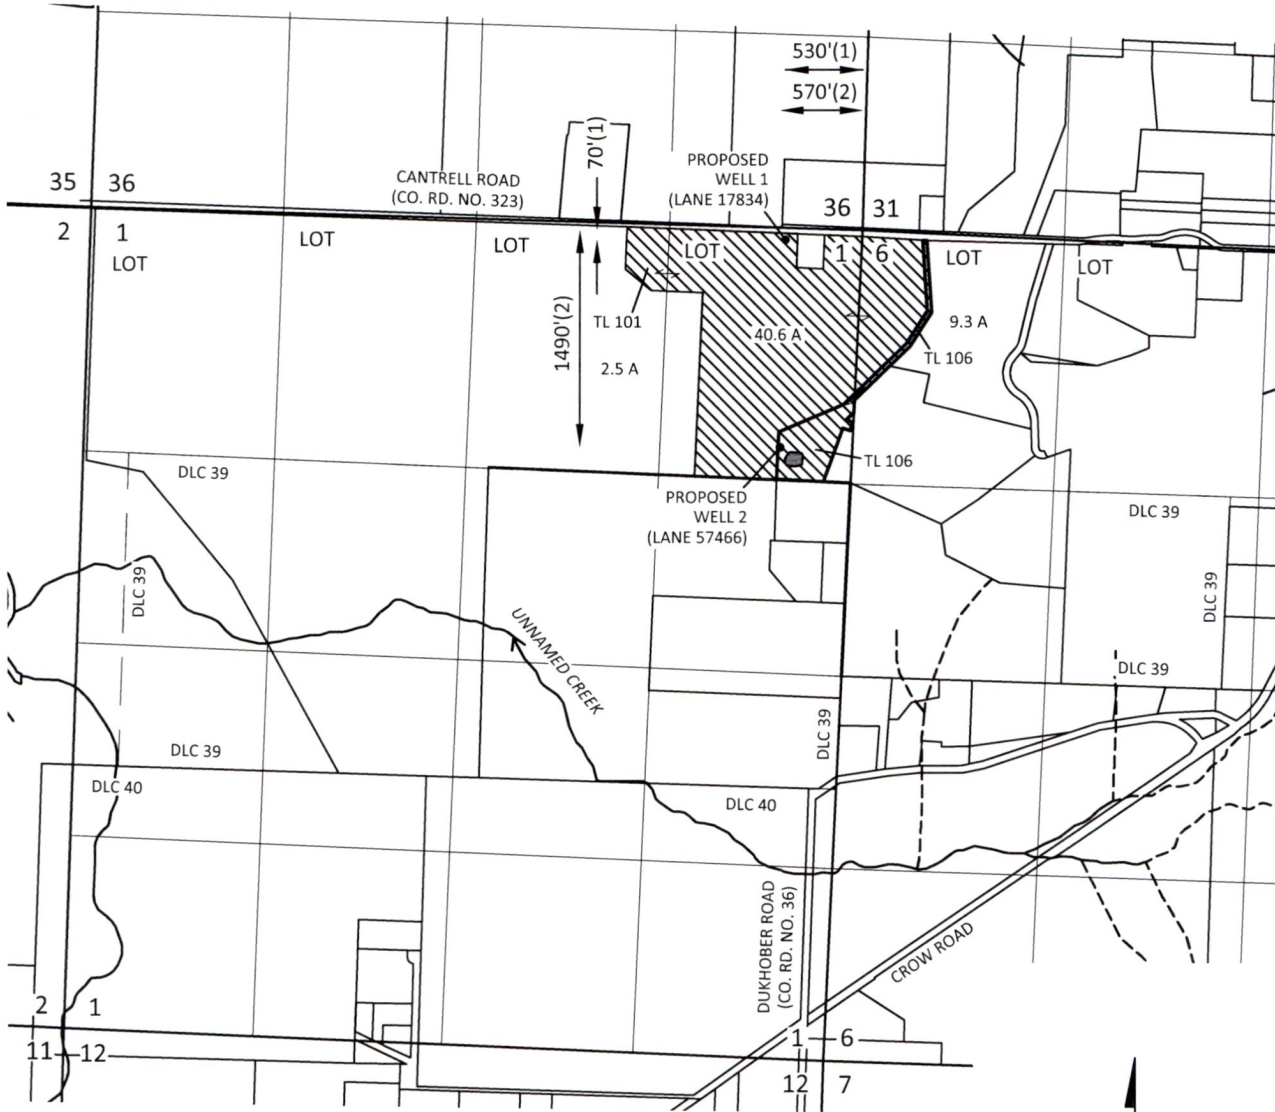 530'(1)
570'(2)
70'(1)
PROPOSED
WELL 1
(LANE 17834)
CANTRELL ROAD
(CO. RD. NO. 323)
35 36
36 31
2 1
LOT
LOT
LOT
LOT
1 6
LOT
LOT
1490'(2)
TL 101
2.5 A
40.6 A
9.3 A
TL 106
TL 106
DLC 39
PROPOSED
WELL 2
(LANE 57466)
DLC 39
DLC 39
DLC 39
UNNAMED CREEK
DLC 39
DLC 39
DLC 39
DLC 40
DLC 40
DUKHOBER ROAD
(CO. RD. NO. 36)
CROW ROAD
2 1
11 12
1 6
12 7